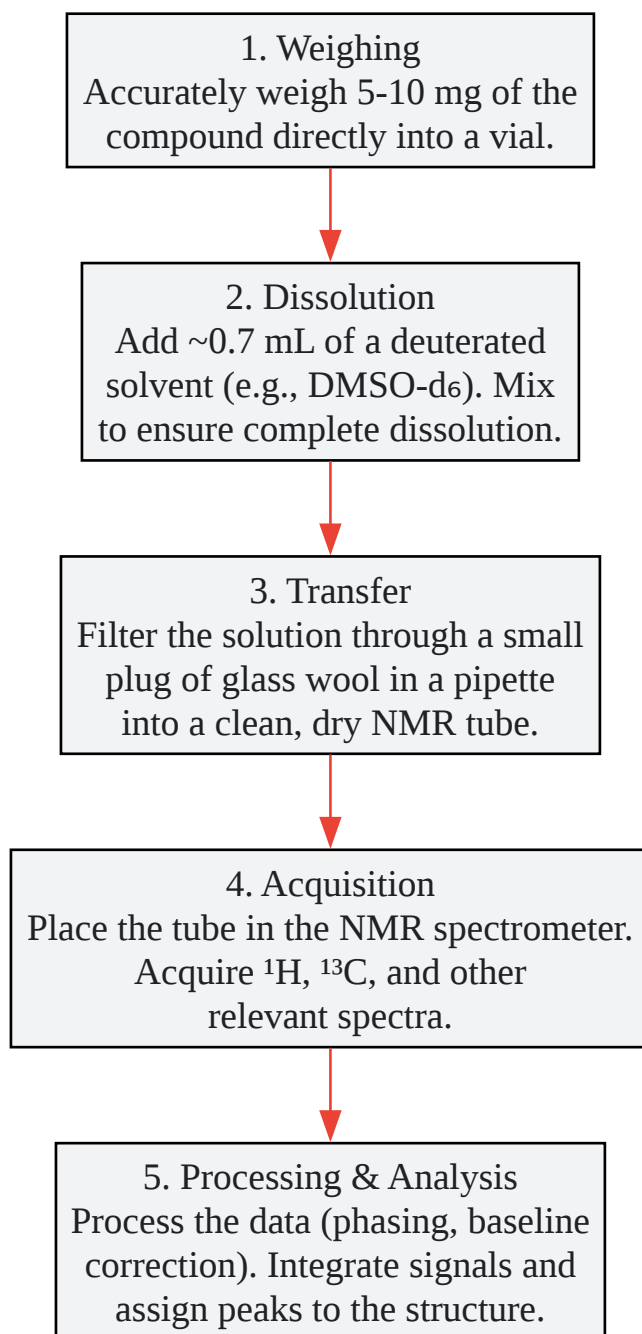 1. Weighing
Accurately weigh 5-10 mg of the
compound directly into a vial.
2. Dissolution
Add ~0.7 mL of a deuterated
solvent (e.g., DMSO-d₆). Mix
to ensure complete dissolution.
3. Transfer
Filter the solution through a small
plug of glass wool in a pipette
into a clean, dry NMR tube.
4. Acquisition
Place the tube in the NMR spectrometer.
Acquire ¹H, ¹³C, and other
relevant spectra.
5. Processing & Analysis
Process the data (phasing, baseline
correction). Integrate signals and
assign peaks to the structure.